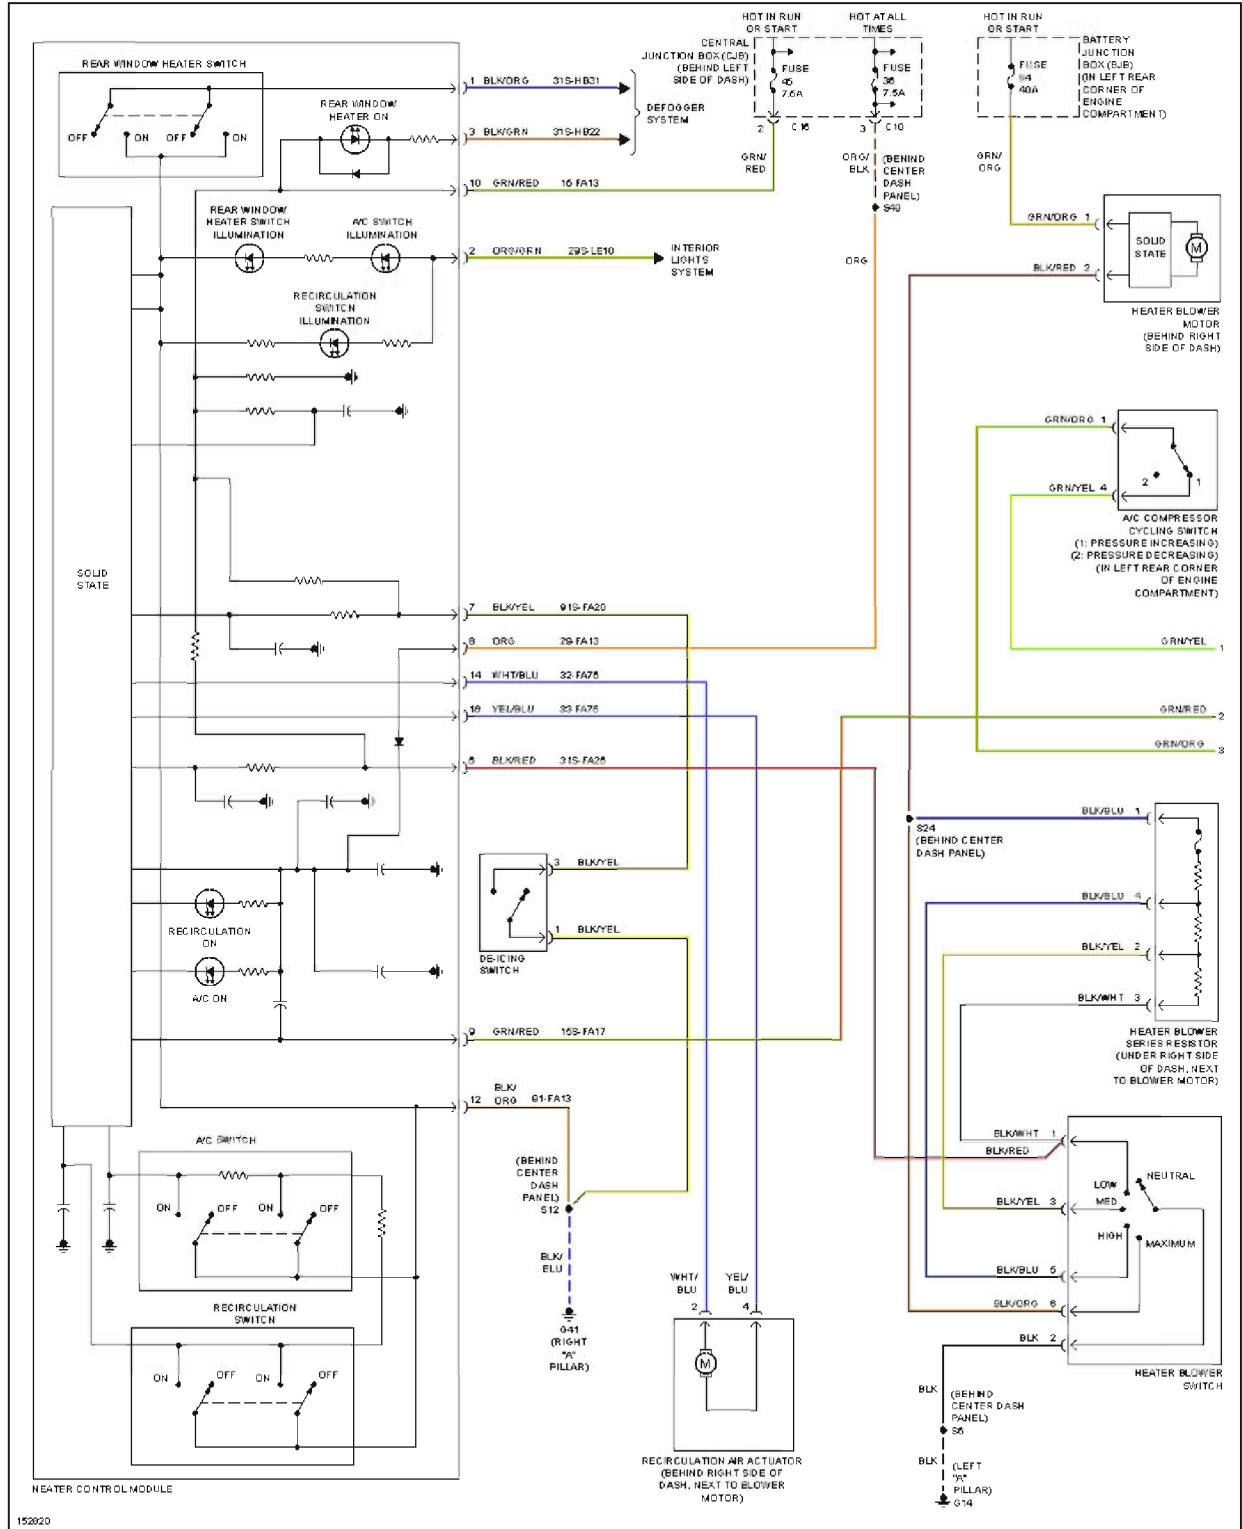 HOT IN RUN
OR START
HOT AT ALL
TIMES
HOT IN RUN
OR START
CENTRAL
JUNCTION BOX (CJB)
(BEHIND LEFT
SIDE OF DASH)
FUSE
45
7.5A
FUSE
36
7.5A
2
C16
3
C10
FUSE
64
40A
BATTERY
JUNCTION
BOX (BJB)
(IN LEFT REAR
CORNER OF
ENGINE
COMPARTMENT)
REAR WINDOW HEATER SWITCH
OFF
ON
OFF
ON
REAR WINDOW
HEATER ON
1 BLK/ORG 31S-HB31
3 BLK/GRN 31S-HB22
DEFOGGER
SYSTEM
10 GRN/RED 15-FA13
GRN/
RED
ORG/
BLK
(BEHIND
CENTER
DASH
PANEL)
S40
GRN/
ORG
REAR WINDOW
HEATER SWITCH
ILLUMINATION
A/C SWITCH
ILLUMINATION
2 ORG/GRN 29S-LE10
INTERIOR
LIGHTS
SYSTEM
ORG
GRN/ORG 1
BLK/RED 2
SOLID
STATE
M
HEATER BLOWER
MOTOR
(BEHIND RIGHT
SIDE OF DASH)
RECIRCULATION
SWITCH
ILLUMINATION
GRN/ORG 1
GRN/YEL 4
2
1
A/C COMPRESSOR
CYCLING SWITCH
(1: PRESSURE INCREASING)
(2: PRESSURE DECREASING)
(IN LEFT REAR CORNER
OF ENGINE
COMPARTMENT)
SOLID
STATE
7 BLK/YEL 91S-FA20
8 ORG 29-FA13
14 WHT/BLU 32-FA75
YEL/BLU 33-FA75
BLK/RED 31S-FA25
GRN/YEL 1
GRN/RED 2
GRN/ORG 3
BLK/BLU 1
S24
(BEHIND CENTER
DASH PANEL)
BLK/BLU 4
BLK/YEL 2
BLK/WHT 3
HEATER BLOWER
SERIES RESISTOR
(UNDER RIGHT SIDE
OF DASH, NEXT
TO BLOWER MOTOR)
3 BLK/YEL
1 BLK/YEL
DE-ICING
SWITCH
RECIRCULATION
ON
A/C ON
9 GRN/RED 15S-FA17
12
BLK/
ORG
91-FA13
(BEHIND
CENTER
DASH
PANEL)
S12
BLK/
BLU
G41
(RIGHT
"A"
PILLAR)
A/C SWITCH
ON
OFF
ON
OFF
RECIRCULATION
SWITCH
ON
OFF
ON
OFF
HEATER CONTROL MODULE
WHT/
BLU
YEL/
BLU
2
4
M
RECIRCULATION AIR ACTUATOR
(BEHIND RIGHT SIDE OF
DASH, NEXT TO BLOWER
MOTOR)
BLK/WHT 1
BLK/RED
BLK/YEL 3
BLK/BLU 5
BLK/ORG 6
BLK 2
LOW
MED
HIGH
NEUTRAL
MAXIMUM
HEATER BLOWER
SWITCH
BLK
(BEHIND
CENTER DASH
PANEL)
S6
BLK
(LEFT
"A"
PILLAR)
G14
152820